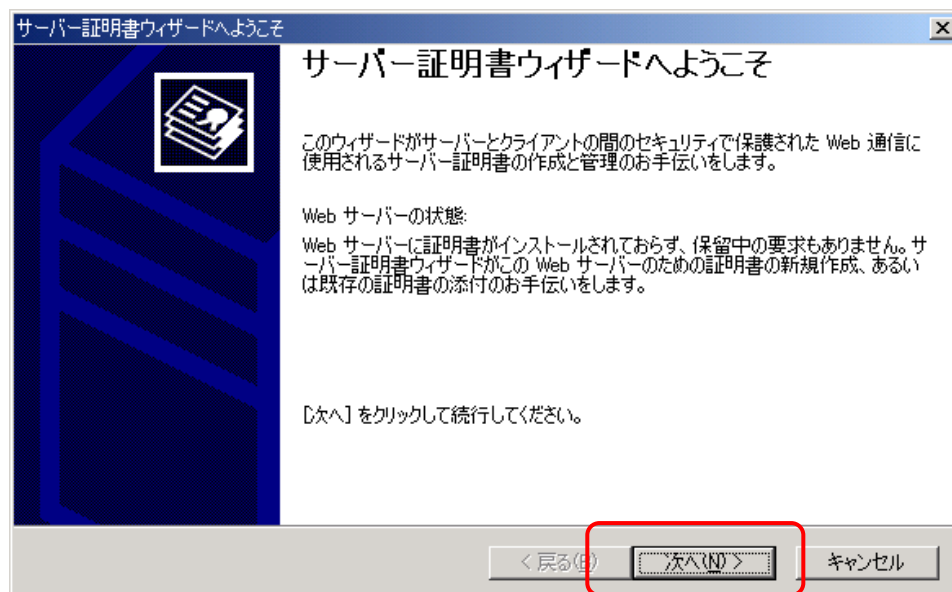 サーバー証明書ウィザードへようこそ
サーバー証明書ウィザードへようこそ
このウィザードがサーバーとクライアントの間のセキュリティで保護された Web 通信に
使用されるサーバー証明書の作成と管理のお手伝いをします。
Web サーバーの状態:
Web サーバーに証明書がインストールされておらず、保留中の要求もありません。サ
ーバー証明書ウィザードがこの Web サーバーのための証明書の新規作成、あるい
は既存の証明書の添付のお手伝いをします。
[次へ] をクリックして続行してください。
< 戻る(B) 次へ(N) > キャンセル